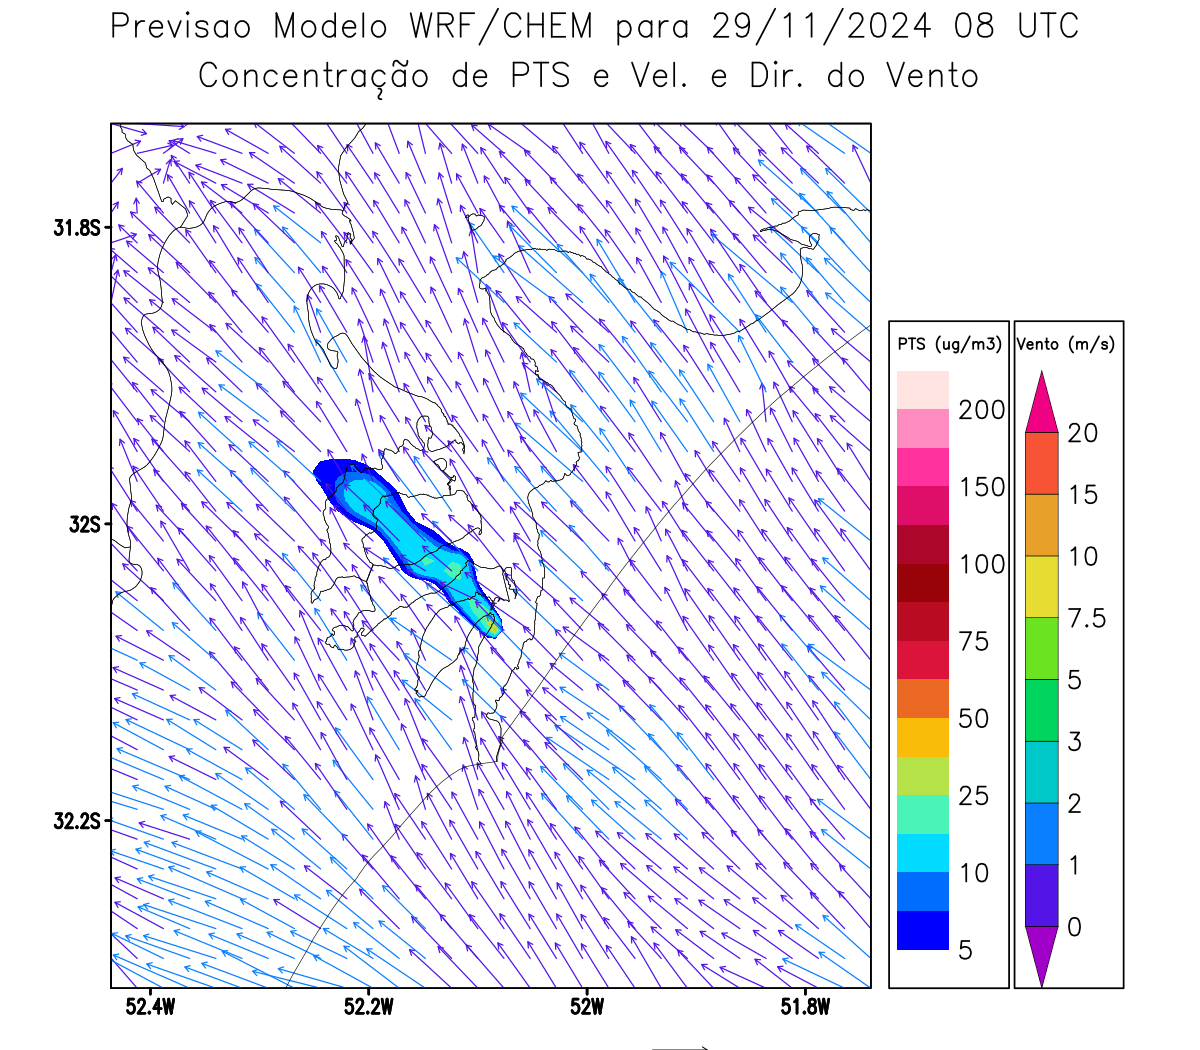 Previsao Modelo WRF/CHEM para 29/11/2024 08 UTC
Concentração de PTS e Vel. e Dir. do Vento
31.8S
32S
32.2S
52.4W
52.2W
52W
51.8W
PTS (ug/m3)
200
150
100
75
50
25
10
5
Vento (m/s)
20
15
10
7.5
5
3
2
1
0